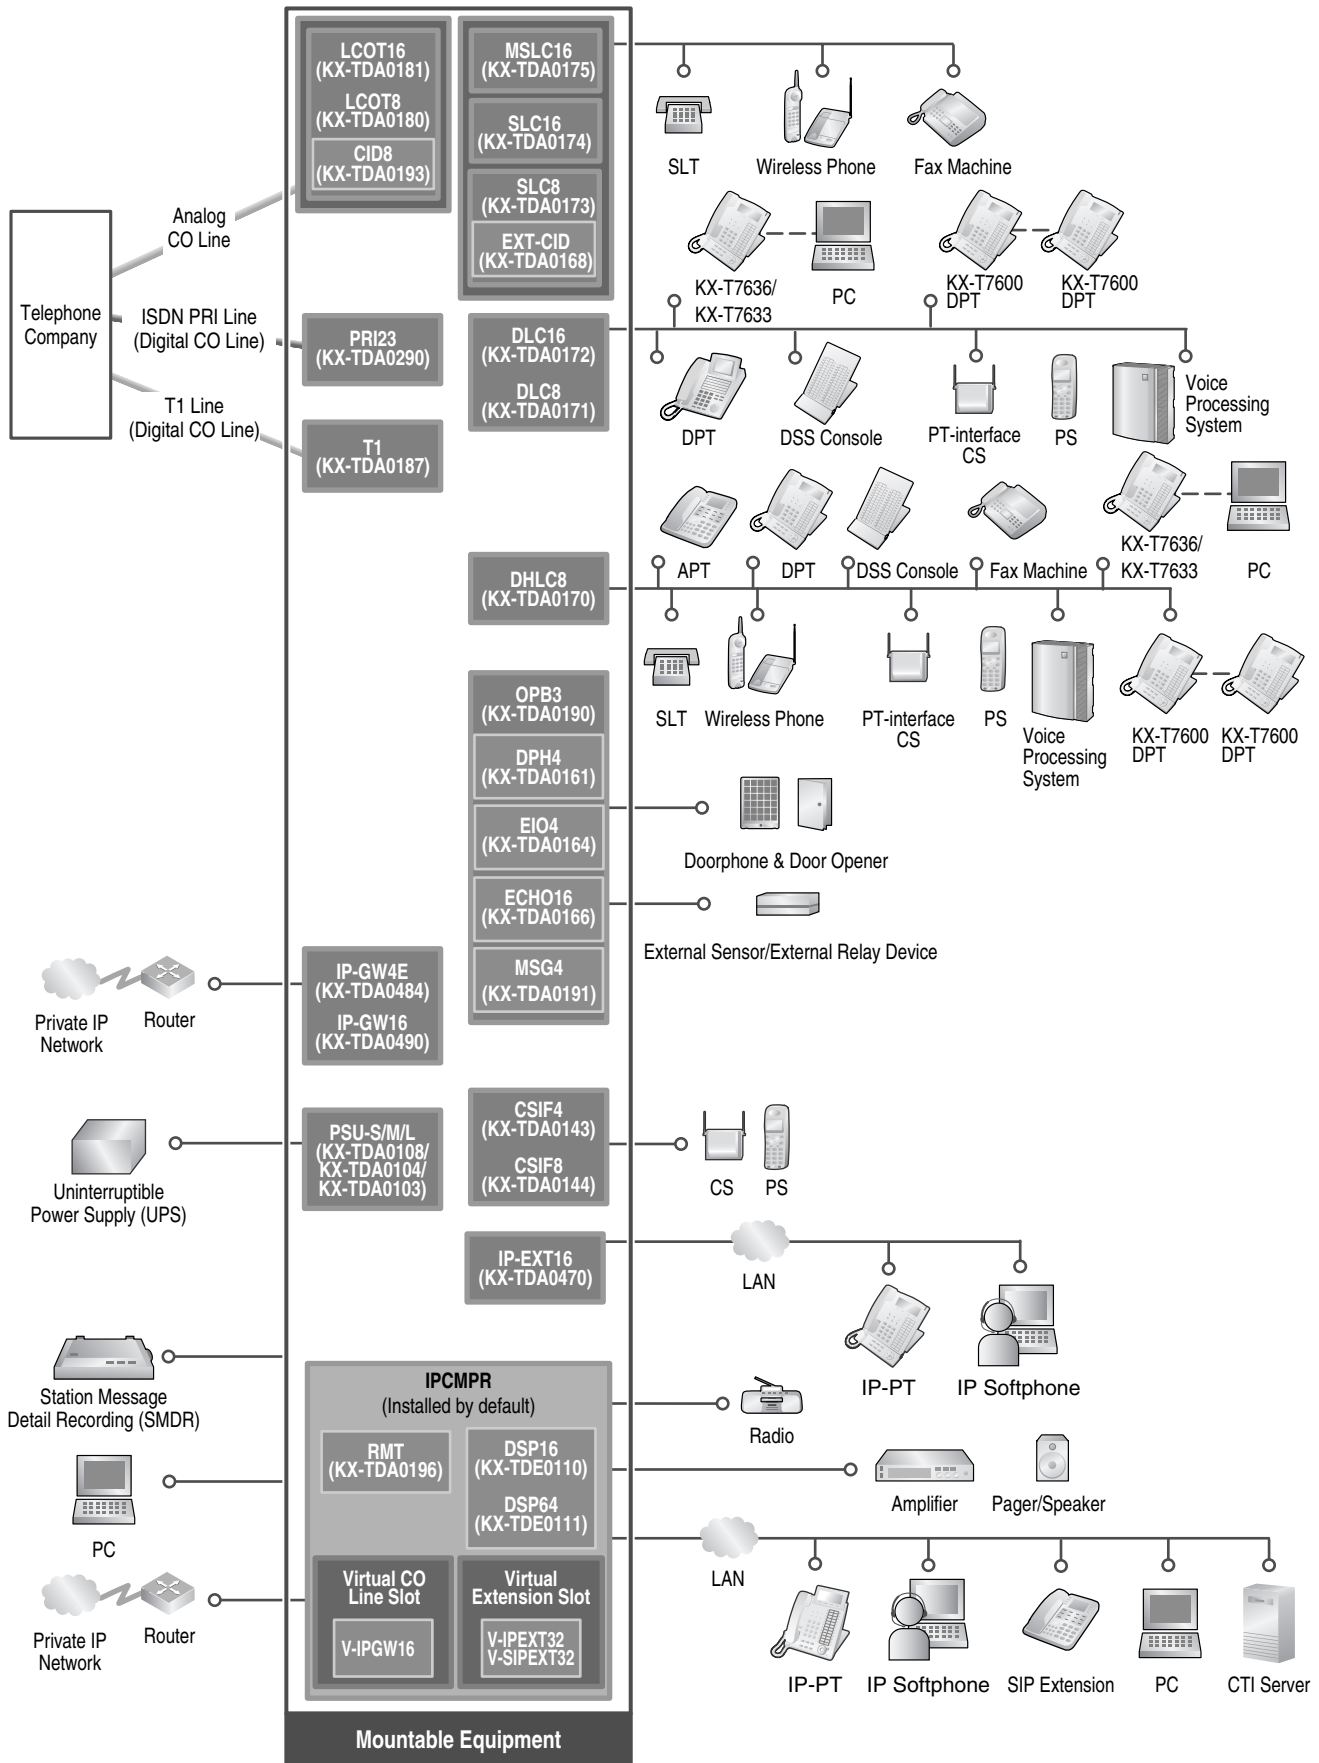 LCOT16
(KX-TDA0181)
LCOT8
(KX-TDA0180)
CID8
(KX-TDA0193)
MSLC16
(KX-TDA0175)
SLC16
(KX-TDA0174)
SLC8
(KX-TDA0173)
EXT-CID
(KX-TDA0168)
SLT
Wireless Phone
Fax Machine
KX-T7636/
KX-T7633
PC
KX-T7600
DPT
KX-T7600
DPT
Telephone
Company
Analog
CO Line
ISDN PRI Line
(Digital CO Line)
T1 Line
(Digital CO Line)
PRI23
(KX-TDA0290)
T1
(KX-TDA0187)
DLC16
(KX-TDA0172)
DLC8
(KX-TDA0171)
DPT
DSS Console
PT-interface
CS
PS
Voice
Processing
System
APT
DPT
DSS Console
Fax Machine
KX-T7636/
KX-T7633
PC
DHLC8
(KX-TDA0170)
SLT
Wireless Phone
PT-interface
CS
PS
Voice
Processing
System
KX-T7600
DPT
KX-T7600
DPT
OPB3
(KX-TDA0190)
DPH4
(KX-TDA0161)
EIO4
(KX-TDA0164)
ECHO16
(KX-TDA0166)
MSG4
(KX-TDA0191)
Doorphone & Door Opener
External Sensor/External Relay Device
Private IP
Network
Router
IP-GW4E
(KX-TDA0484)
IP-GW16
(KX-TDA0490)
Uninterruptible
Power Supply (UPS)
PSU-S/M/L
(KX-TDA0108/
KX-TDA0104/
KX-TDA0103)
CSIF4
(KX-TDA0143)
CSIF8
(KX-TDA0144)
CS
PS
IP-EXT16
(KX-TDA0470)
LAN
IP-PT
IP Softphone
Station Message
Detail Recording (SMDR)
PC
IPCMPR
(Installed by default)
RMT
(KX-TDA0196)
DSP16
(KX-TDE0110)
DSP64
(KX-TDE0111)
Radio
Amplifier
Pager/Speaker
LAN
Private IP
Network
Router
Virtual CO
Line Slot
V-IPGW16
Virtual
Extension Slot
V-IPEXT32
V-SIPEXT32
IP-PT
IP Softphone
SIP Extension
PC
CTI Server
Mountable Equipment